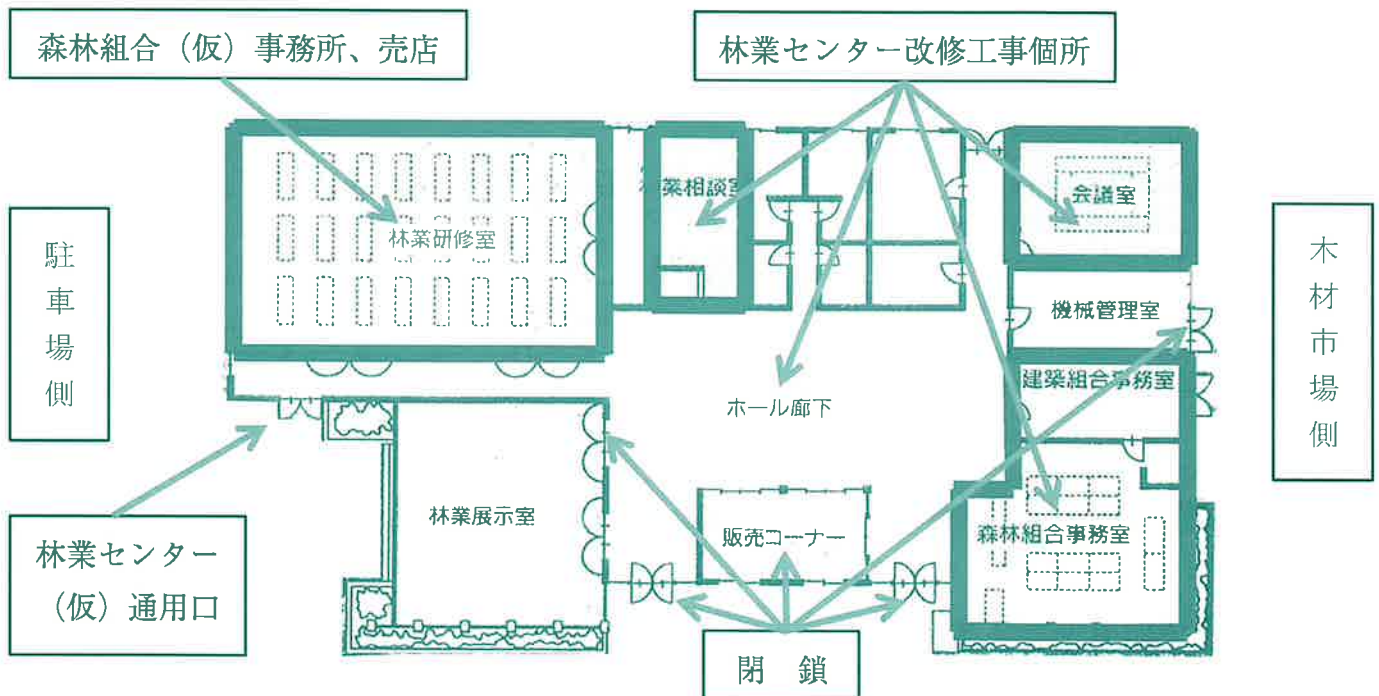 森林組合（仮）事務所、売店
林業センター改修工事個所
業相談室
会議室
林業研修室
駐車場側
木材市場側
機械管理室
建築組合事務室
ホール廊下
林業展示室
販売コーナー
森林組合事務室
林業センター
（仮）通用口
閉　鎖